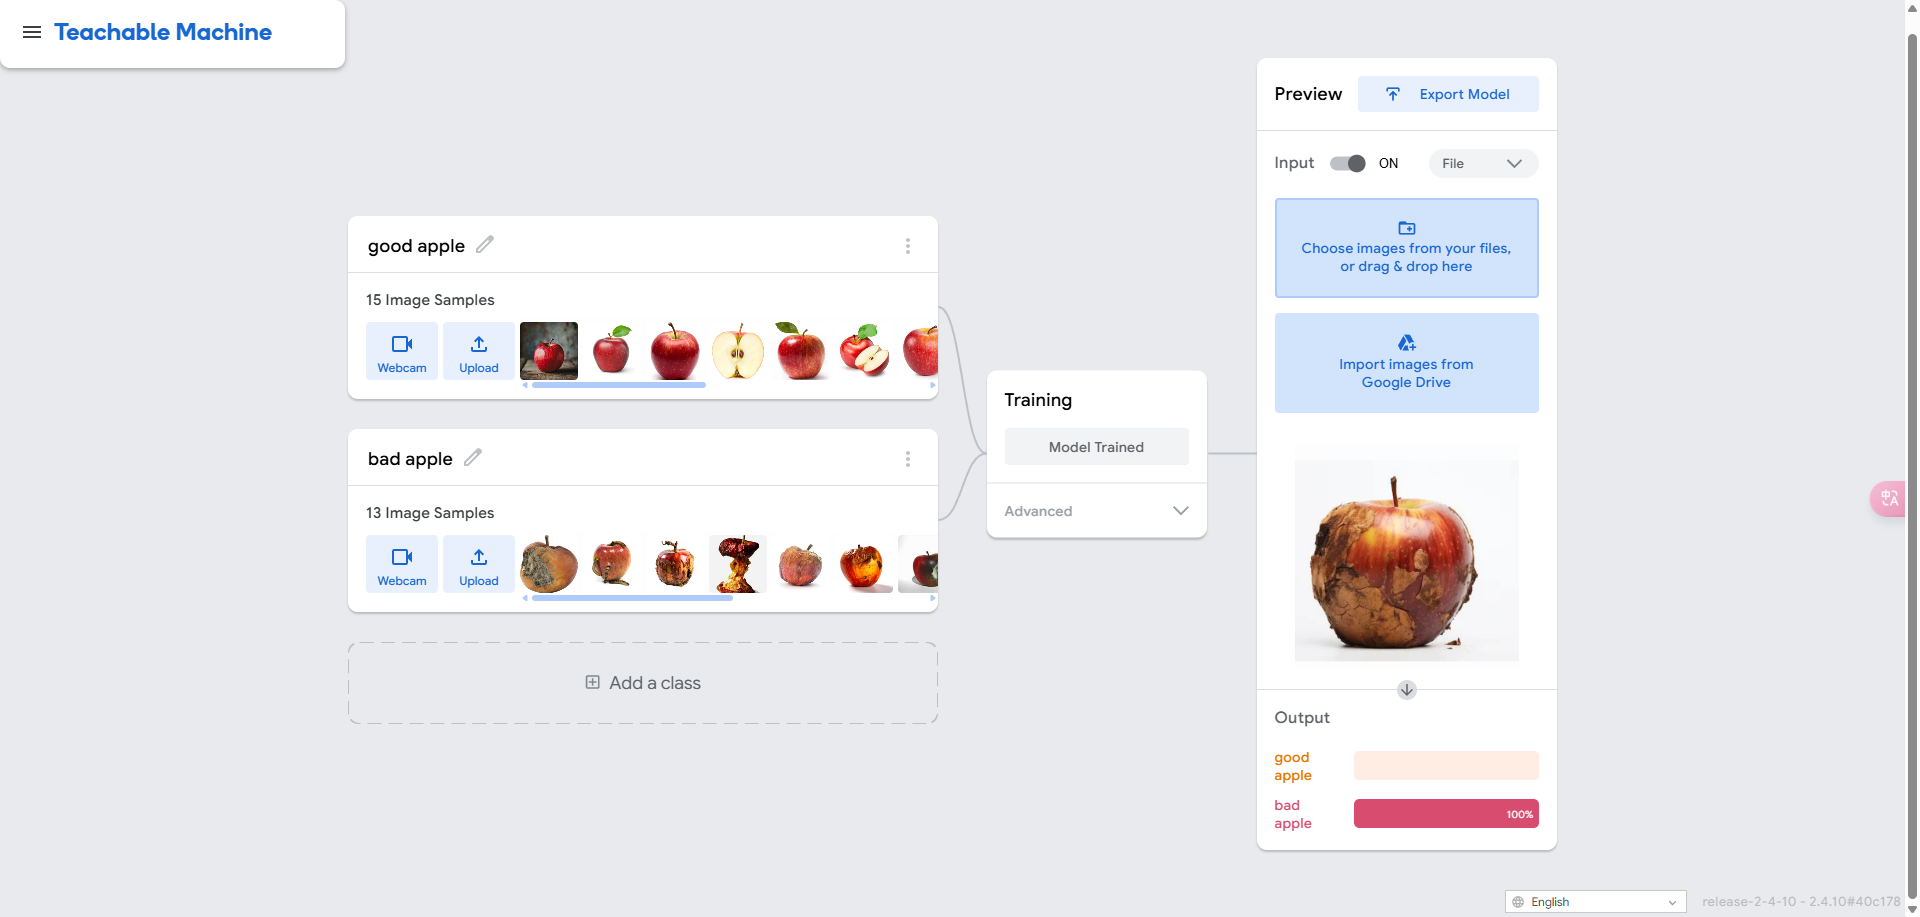 Teachable Machine
good apple
15 Image Samples
Webcam
Upload
bad apple
13 Image Samples
Webcam
Upload
Add a class
Training
Model Trained
Advanced
Preview
Export Model
Input
ON
File
Choose images from your files,
or drag & drop here
Import images from
Google Drive
Output
good
apple
bad
apple
100%
中A
English
release-2-4-10 - 2.4.10#40c178